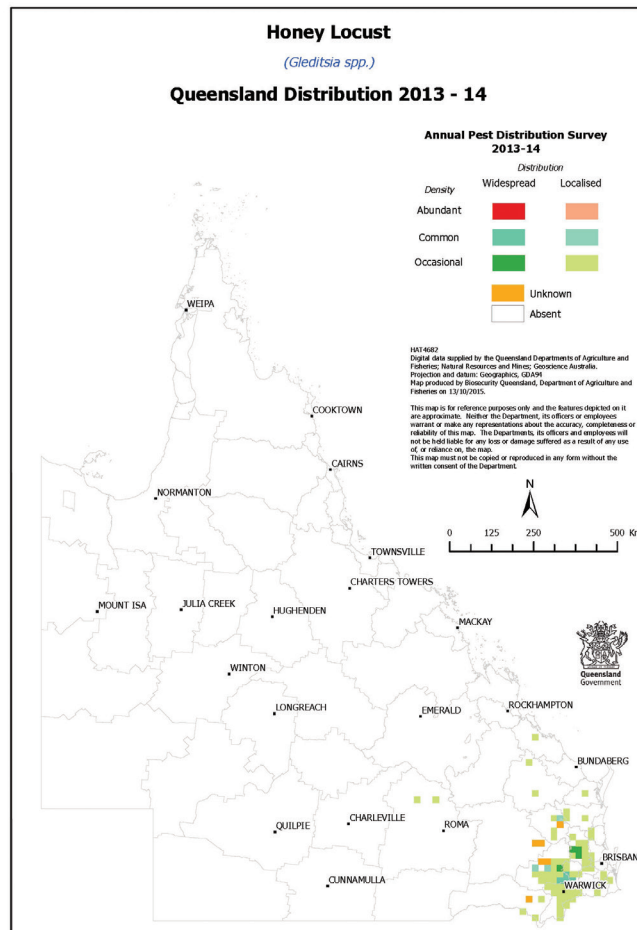 Honey Locust
(Gleditsia spp.)
Queensland Distribution 2013 - 14
Annual Pest Distribution Survey
2013-14
Distribution
Density Widespread Localised
Abundant
Common
Occasional
Unknown
Absent
HAT4682
Digital data supplied by the Queensland Departments of Agriculture and
Fisheries; Natural Resources and Mines; Geoscience Australia.
Projection and datum: Geographics, GDA94
Map produced by Biosecurity Queensland, Department of Agriculture and
Fisheries on 13/10/2015.
This map is for reference purposes only and the features depicted on it
are approximate. Neither the Department, its officers or employees
warrant or make any representations about the accuracy, completeness or
reliability of this map. The Departments, its officers and employees will
not be held liable for any loss or damage suffered as a result of any use
of, or reliance on, the map.
This map must not be copied or reproduced in any form without the
written consent of the Department.
N
0 125 250 500 Km
WEIPA
COOKTOWN
CAIRNS
NORMANTON
TOWNSVILLE
CHARTERS TOWERS
MOUNT ISA
JULIA CREEK
HUGHENDEN
MACKAY
Queensland
Government
WINTON
LONGREACH
EMERALD
ROCKHAMPTON
BUNDABERG
QUILPIE
CHARLEVILLE
ROMA
BRISBAN
CUNNAMULLA
WARWICK